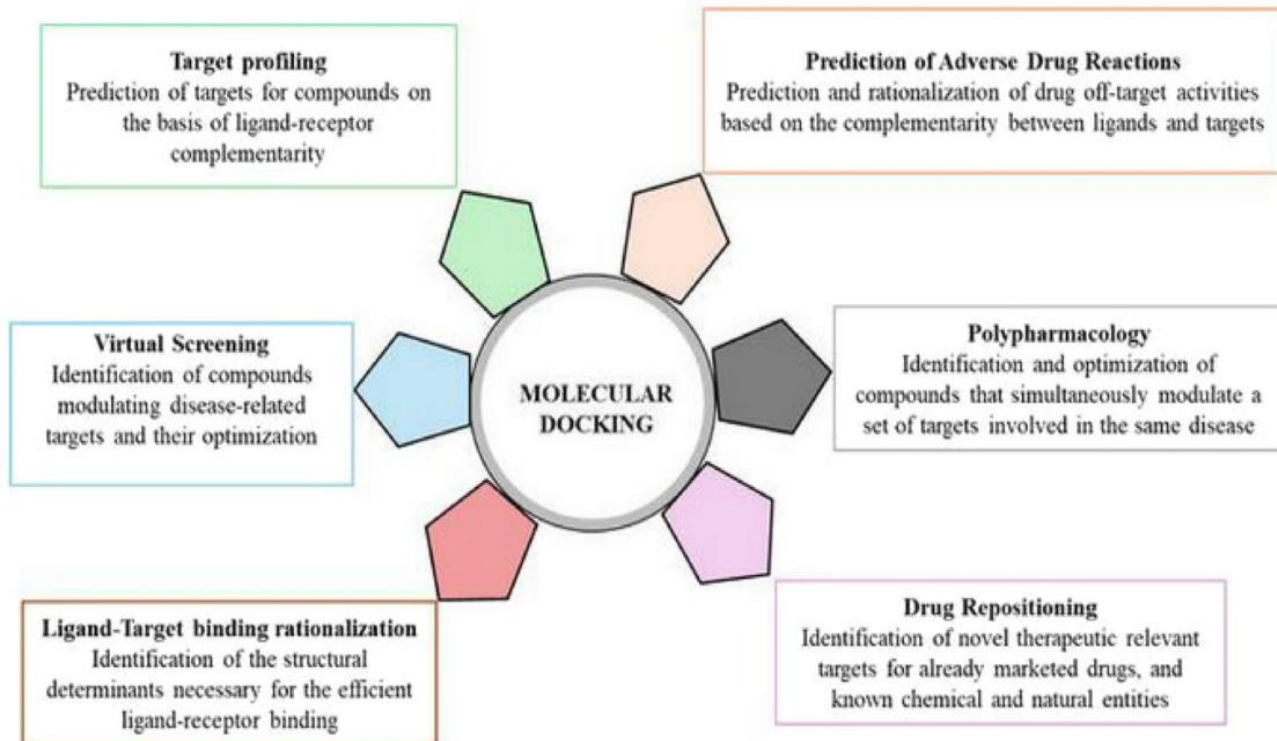 Target profiling
Prediction of targets for compounds on
the basis of ligand-receptor
complementarity
Prediction of Adverse Drug Reactions
Prediction and rationalization of drug off-target activities
based on the complementarity between ligands and targets
Virtual Screening
Identification of compounds
modulating disease-related
targets and their optimization
MOLECULAR
DOCKING
Polypharmacology
Identification and optimization of
compounds that simultaneously modulate a
set of targets involved in the same disease
Ligand-Target binding rationalization
Identification of the structural
determinants necessary for the efficient
ligand-receptor binding
Drug Repositioning
Identification of novel therapeutic relevant
targets for already marketed drugs, and
known chemical and natural entities